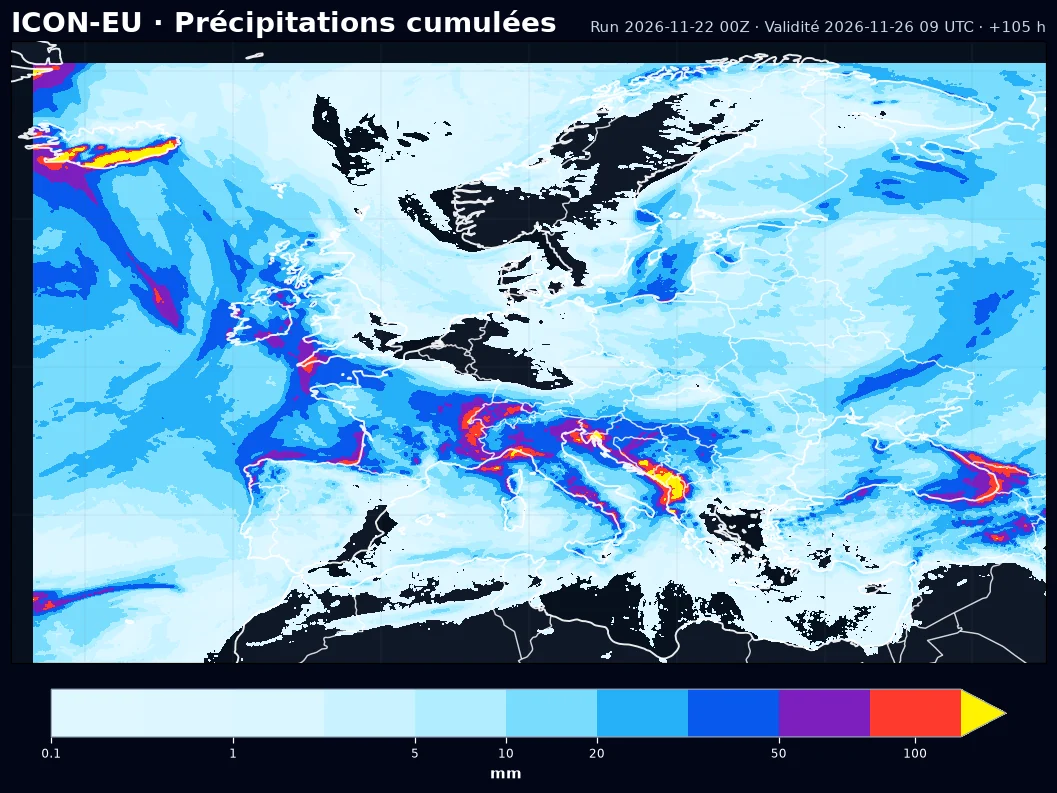 ICON-EU · Précipitations cumulées
Run 2026-11-22 00Z · Validité 2026-11-26 09 UTC · +105 h
0.1 1 5 10 20 50 100
mm